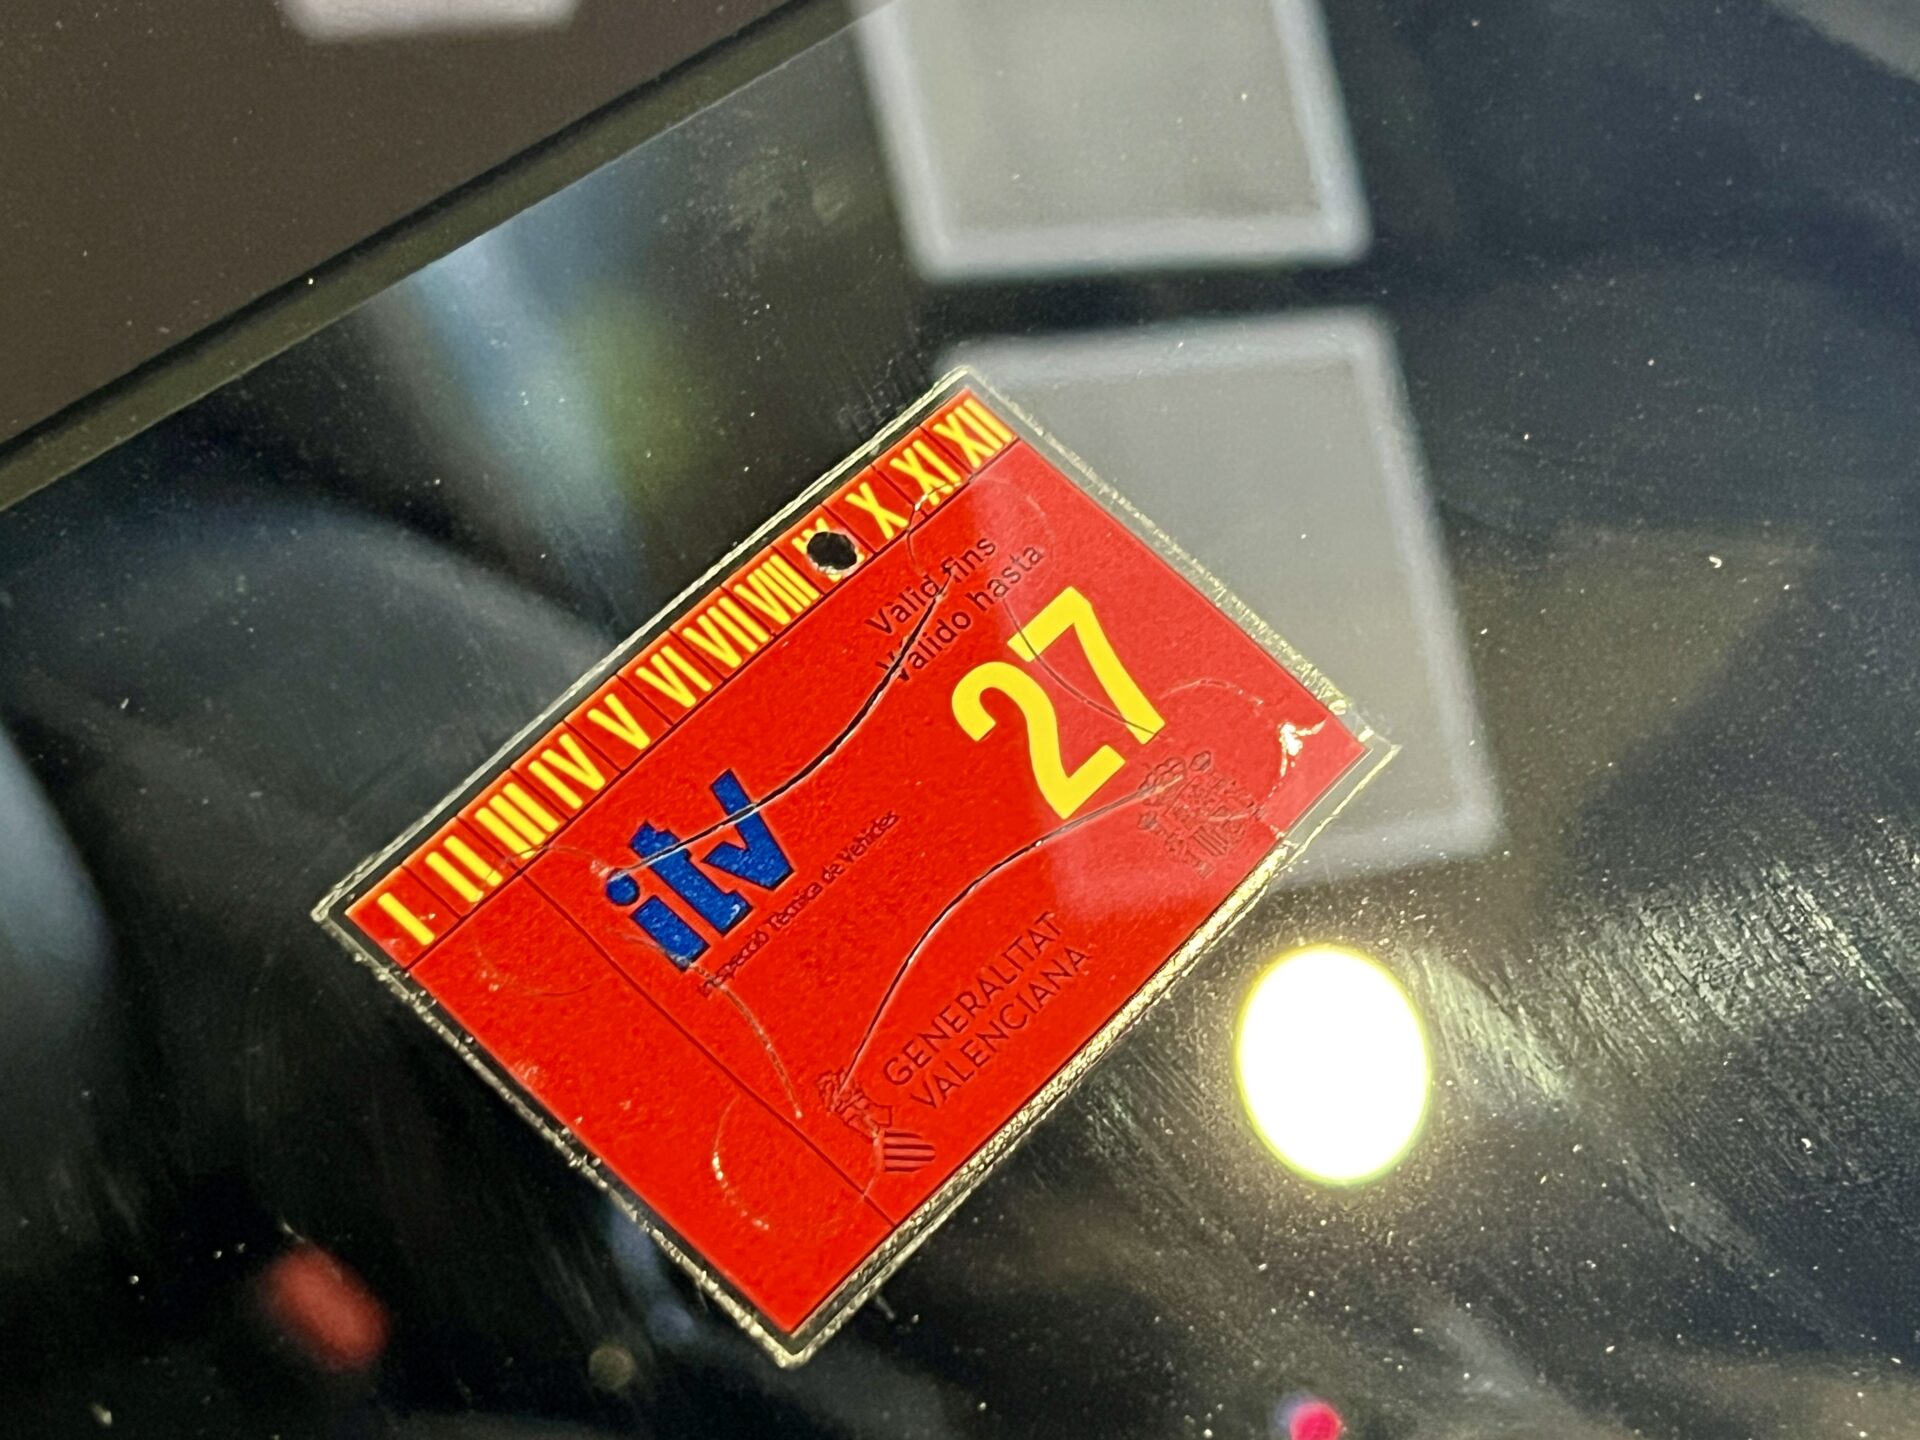 I II III IV V VI VII VIII IX X XI XII
Vàlid fins
Válido hasta
27
itv
Inspecció Tècnica de Vehicles
GENERALITAT
VALENCIANA